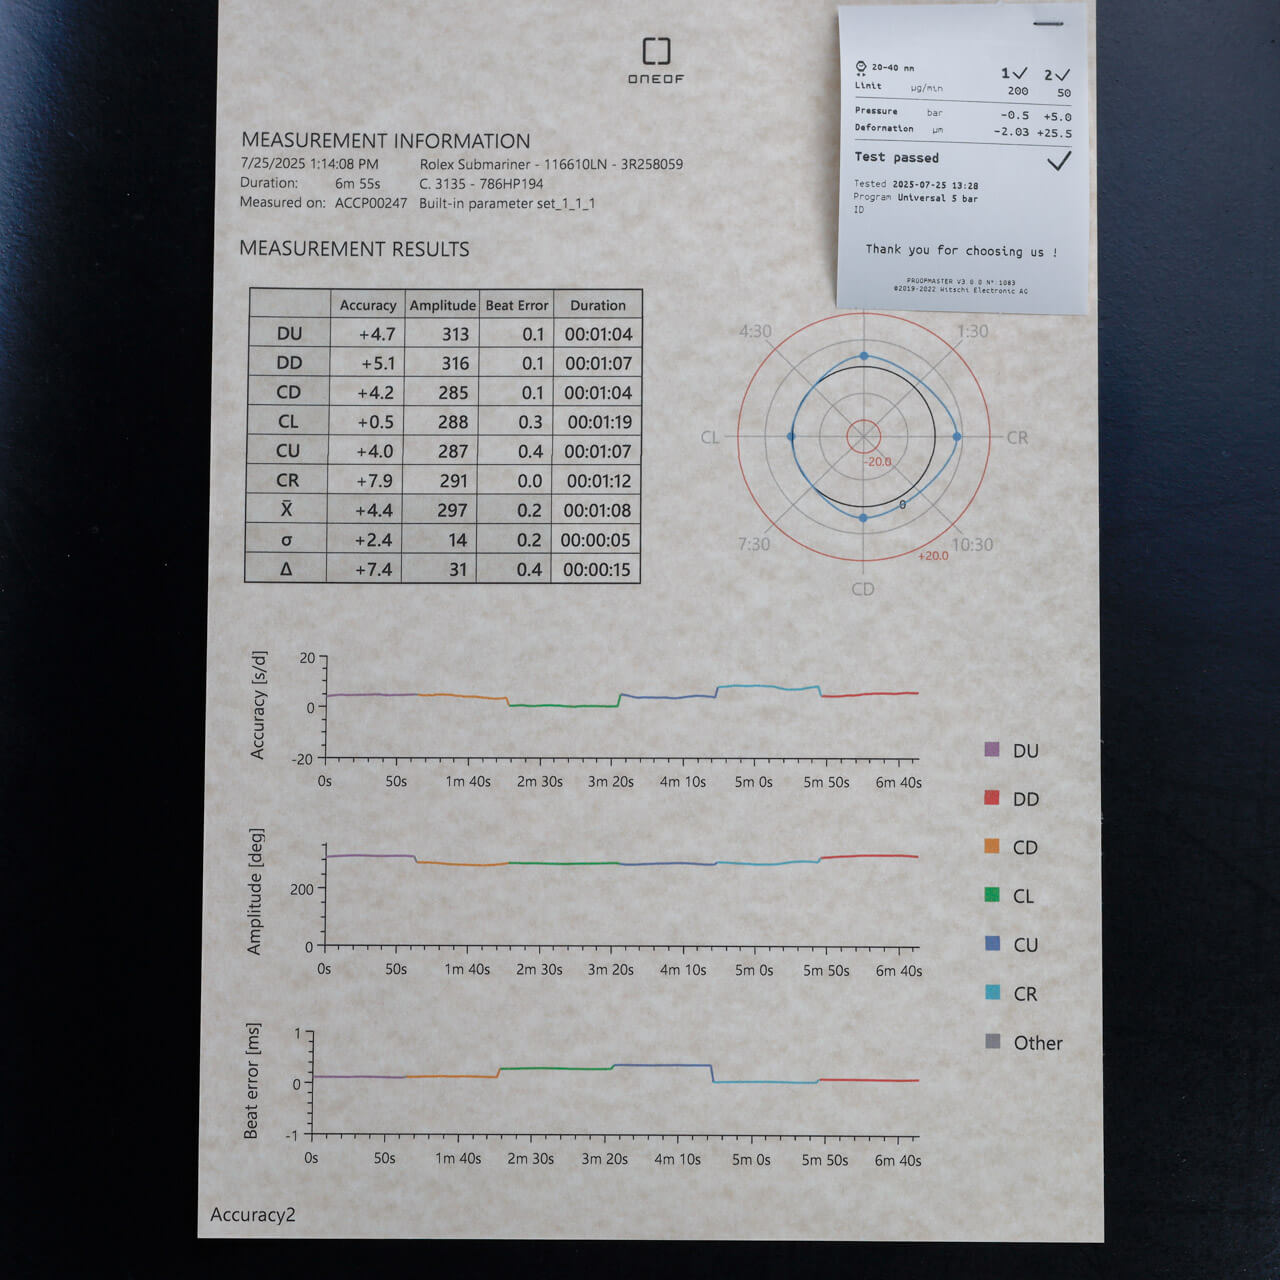 ONEOF
MEASUREMENT INFORMATION
7/25/2025 1:14:08 PM Rolex Submariner - 116610LN - 3R258059
Duration: 6m 55s C. 3135 - 786HP194
Measured on: ACCP00247 Built-in parameter set_1_1_1
MEASUREMENT RESULTS
Accuracy Amplitude Beat Error Duration
DU +4.7 313 0.1 00:01:04
DD +5.1 316 0.1 00:01:07
CD +4.2 285 0.1 00:01:04
CL +0.5 288 0.3 00:01:19
CU +4.0 287 0.4 00:01:07
CR +7.9 291 0.0 00:01:12
X̄ +4.4 297 0.2 00:01:08
σ +2.4 14 0.2 00:00:05
Δ +7.4 31 0.4 00:00:15
20-40 mm 1✓ 2✓
Limit µg/min 200 50
Pressure bar -0.5 +5.0
Deformation µm -2.03 +25.5
Test passed ✓
Tested 2025-07-25 13:28
Program Universal 5 bar
ID
Thank you for choosing us !
PROOFMASTER V3.0.0 N°:1083
©2019-2022 Witschi Electronic AG
4:30 1:30
CL CR
-20.0
0
7:30 +20.0 10:30
CD
Accuracy [s/d]
20
0
-20
0s 50s 1m 40s 2m 30s 3m 20s 4m 10s 5m 0s 5m 50s 6m 40s
Amplitude [deg]
200
0
0s 50s 1m 40s 2m 30s 3m 20s 4m 10s 5m 0s 5m 50s 6m 40s
Beat error [ms]
1
0
-1
0s 50s 1m 40s 2m 30s 3m 20s 4m 10s 5m 0s 5m 50s 6m 40s
DU
DD
CD
CL
CU
CR
Other
Accuracy2